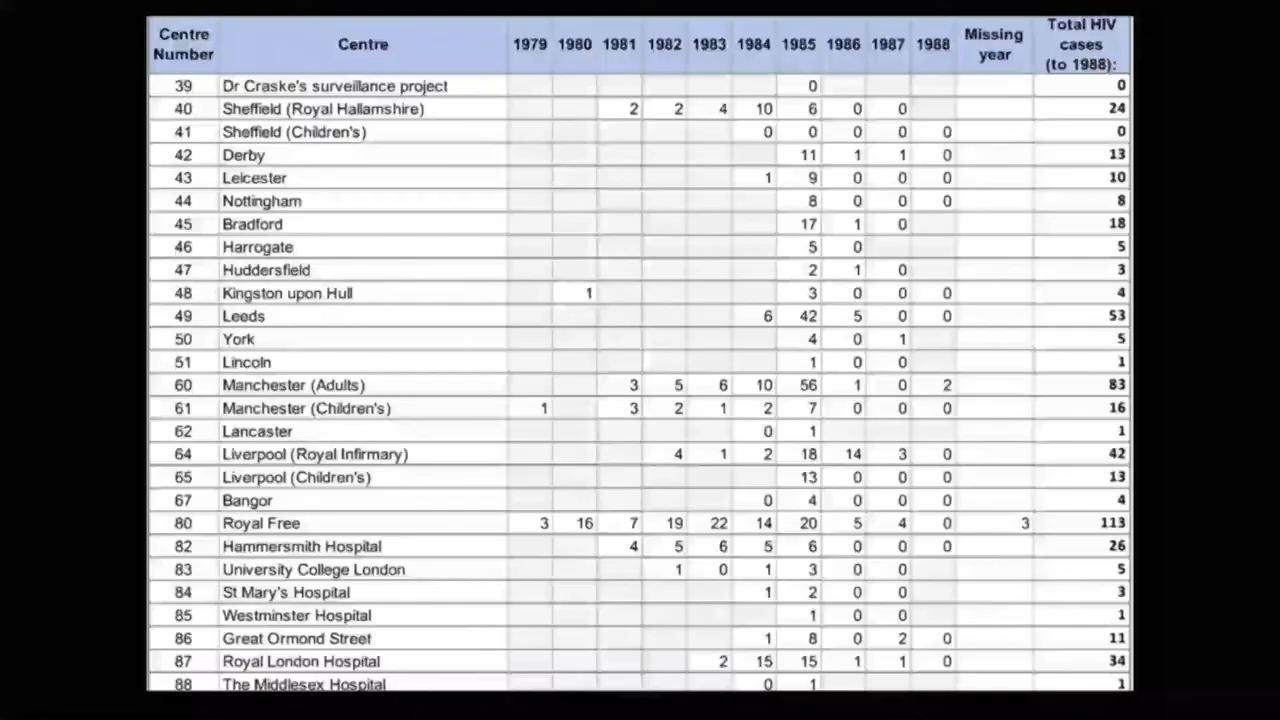 Centre Number Centre 1979 1980 1981 1982 1983 1984 1985 1986 1987 1988 Missing year Total HIV cases (to 1988):
39 Dr Craske's surveillance project 0 0
40 Sheffield (Royal Hallamshire) 2 2 4 10 6 0 0 24
41 Sheffield (Children's) 0 0 0 0 0 0
42 Derby 11 1 1 0 13
43 Leicester 1 9 0 0 0 10
44 Nottingham 8 0 0 0 8
45 Bradford 17 1 0 18
46 Harrogate 5 0 5
47 Huddersfield 2 1 0 3
48 Kingston upon Hull 1 3 0 0 0 4
49 Leeds 6 42 5 0 0 53
50 York 4 0 1 5
51 Lincoln 1 0 0 1
60 Manchester (Adults) 3 5 6 10 56 1 0 2 83
61 Manchester (Children's) 1 3 2 1 2 7 0 0 0 16
62 Lancaster 0 1 1
64 Liverpool (Royal Infirmary) 4 1 2 18 14 3 0 42
65 Liverpool (Children's) 13 0 0 0 13
67 Bangor 0 4 0 0 0 4
80 Royal Free 3 16 7 19 22 14 20 5 4 0 3 113
82 Hammersmith Hospital 4 5 6 5 6 0 0 0 26
83 University College London 1 0 1 3 0 0 5
84 St Mary's Hospital 1 2 0 0 3
85 Westminster Hospital 1 0 0 1
86 Great Ormond Street 1 8 0 2 0 11
87 Royal London Hospital 2 15 15 1 1 0 34
88 The Middlesex Hospital 0 1 1